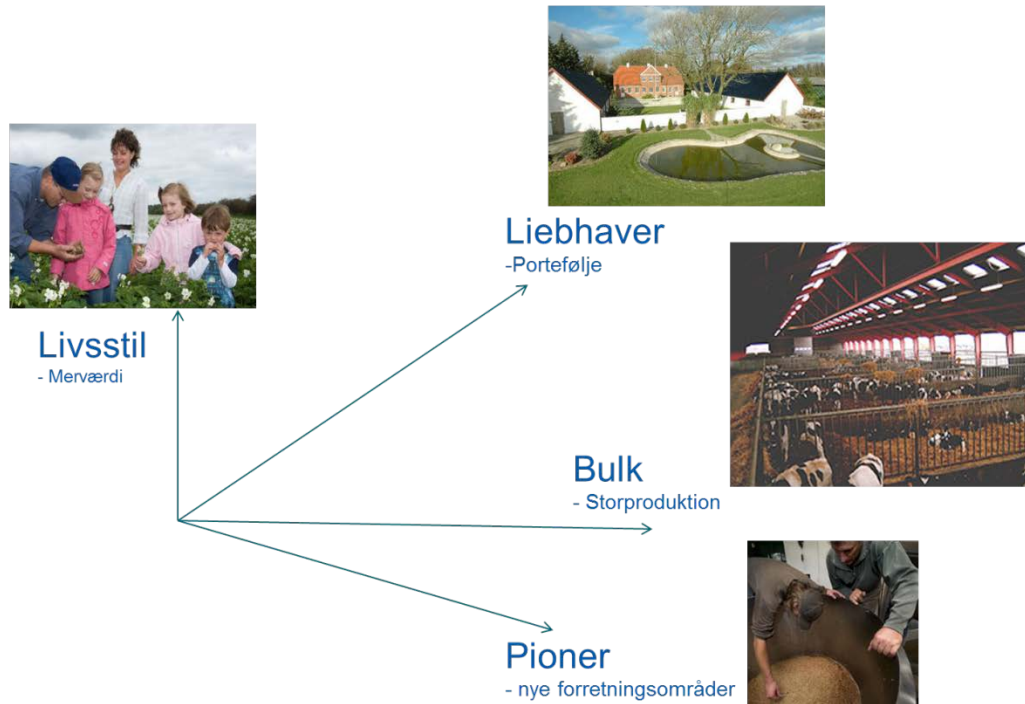 Liebhaver
-Portefølje
Livsstil
- Merværdi
Bulk
- Storproduktion
Pioner
- nye forretningsområder